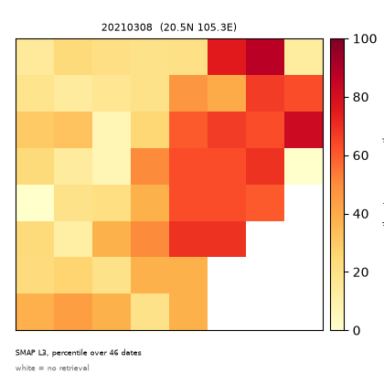 20210308 (20.5N 105.3E)
100
80
60
40
20
0
SMAP L3, percentile over 46 dates
white = no retrieval